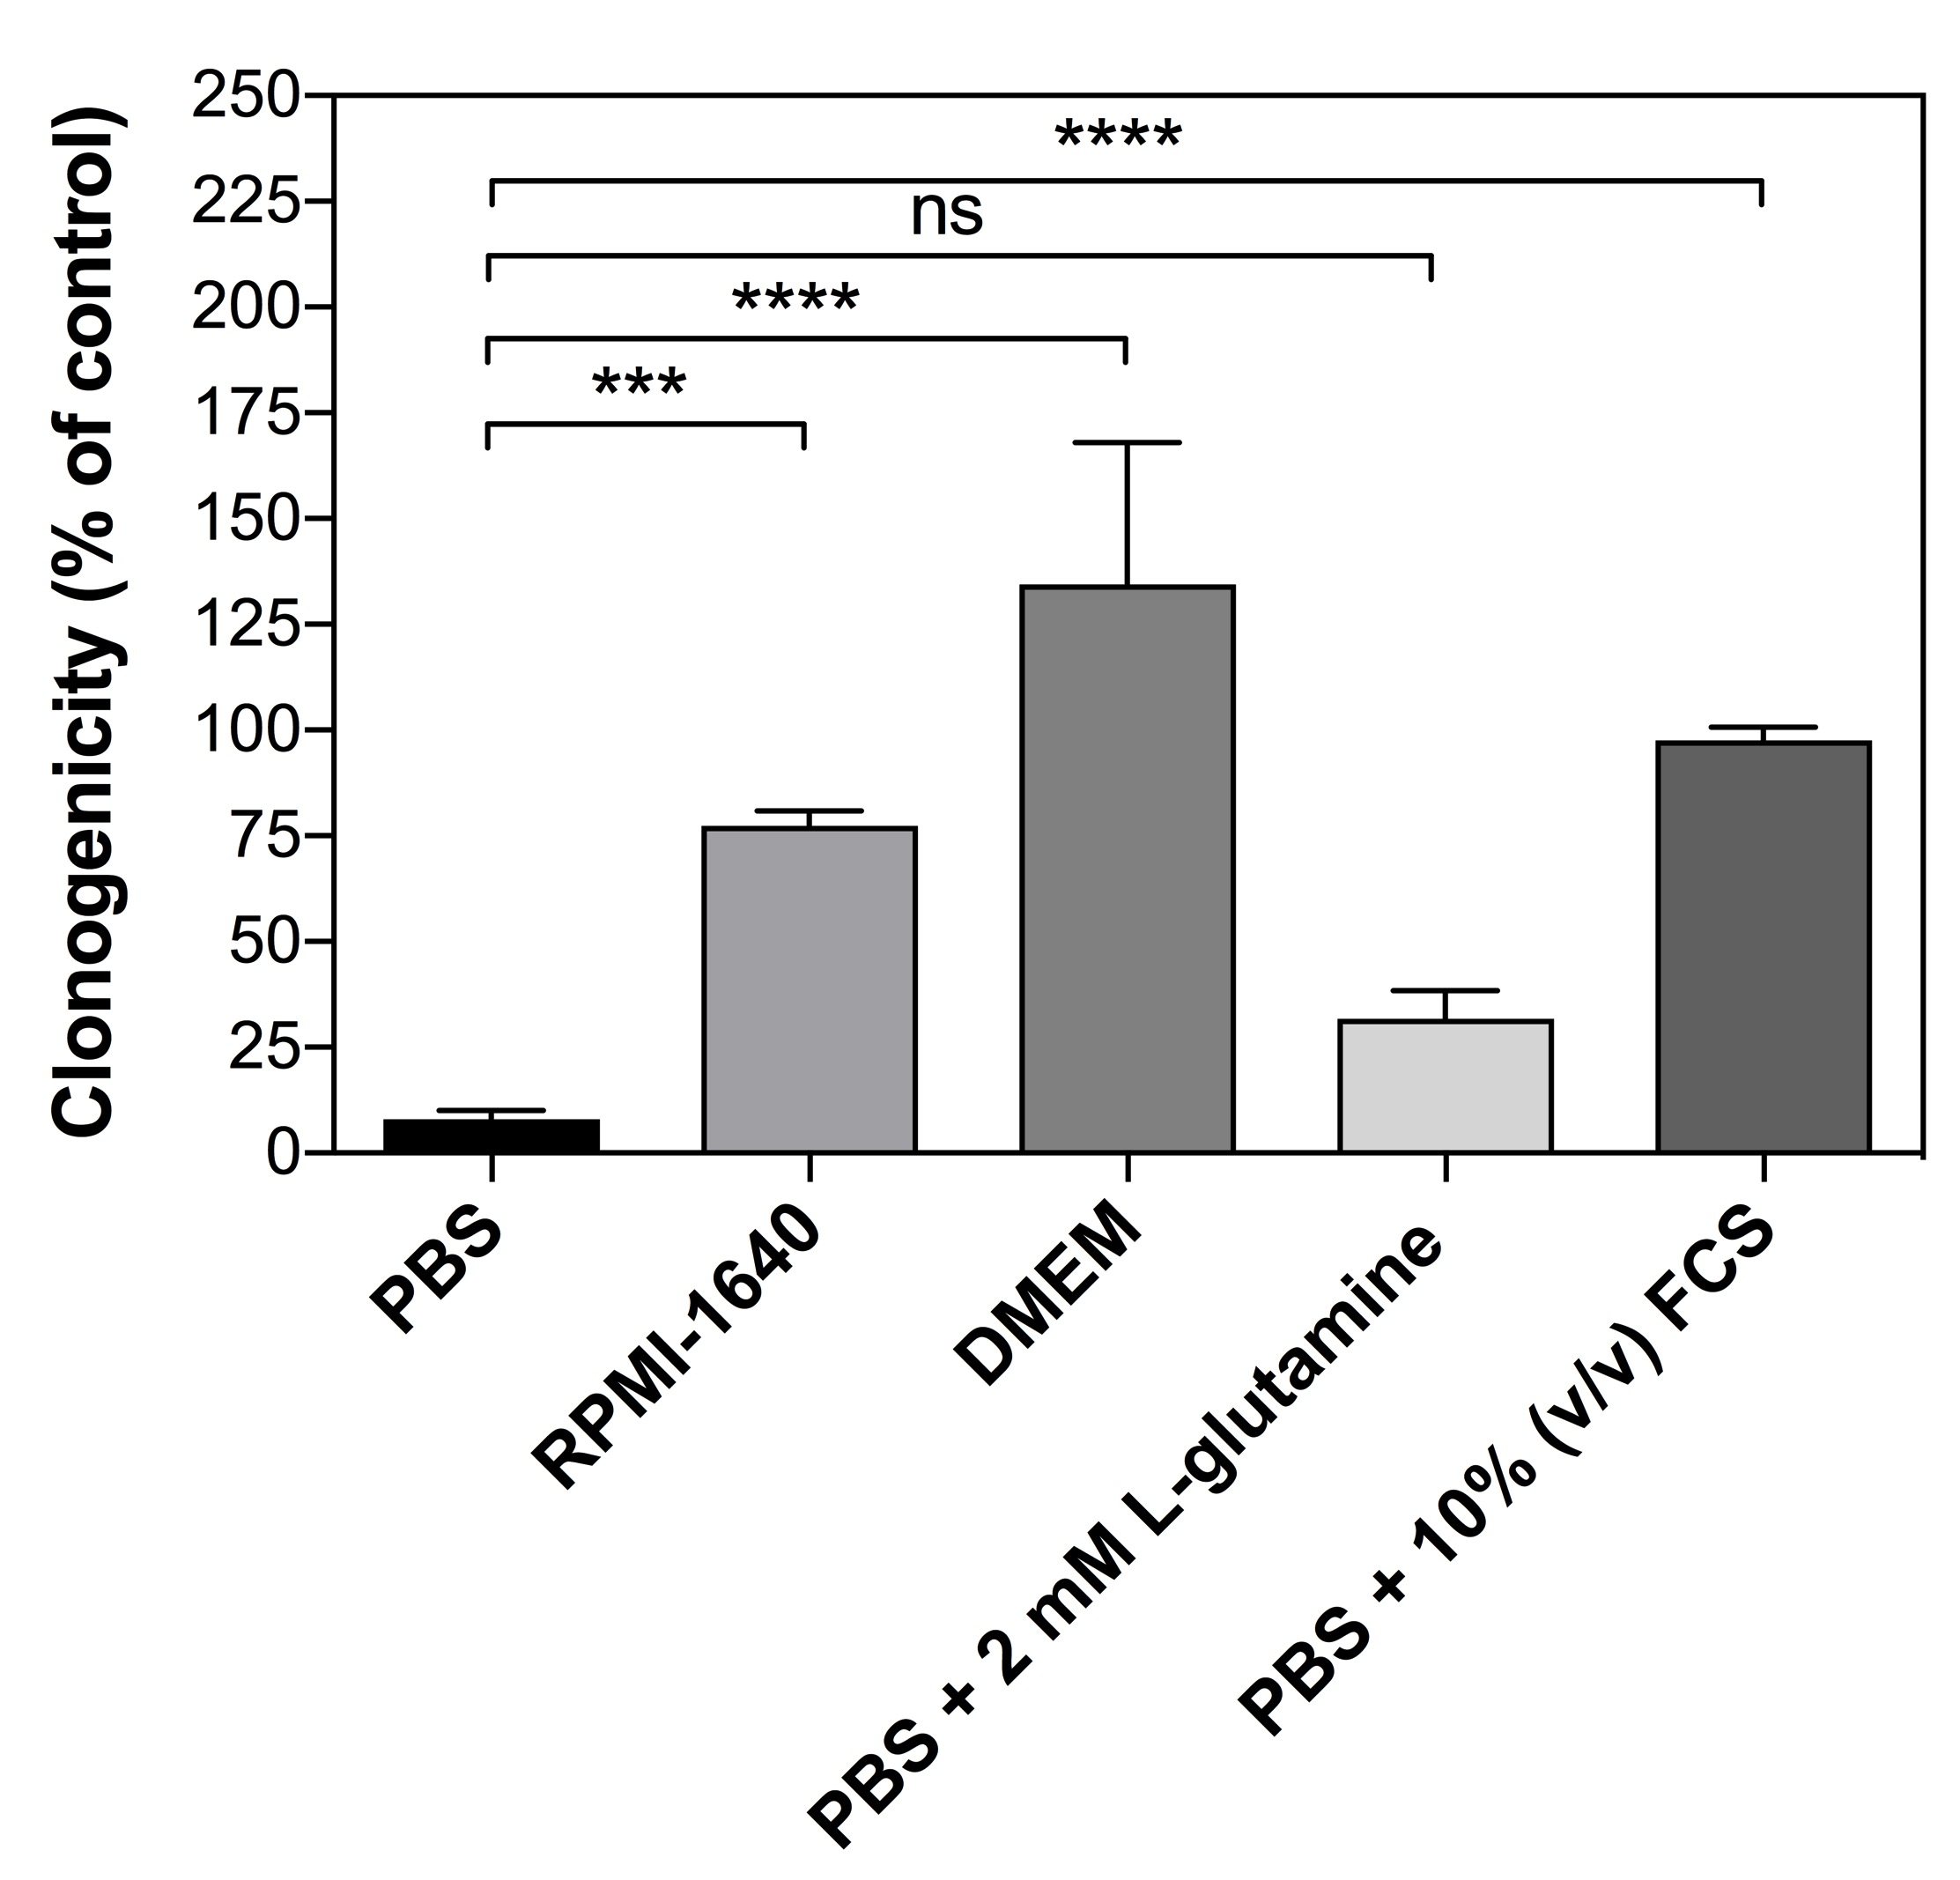 Clonogenicity (% of control)
250
225
200
175
150
125
100
75
50
25
0
****
ns
****
***
PBS
RPMI-1640
DMEM
PBS + 2 mM L-glutamine
PBS + 10% (v/v) FCS